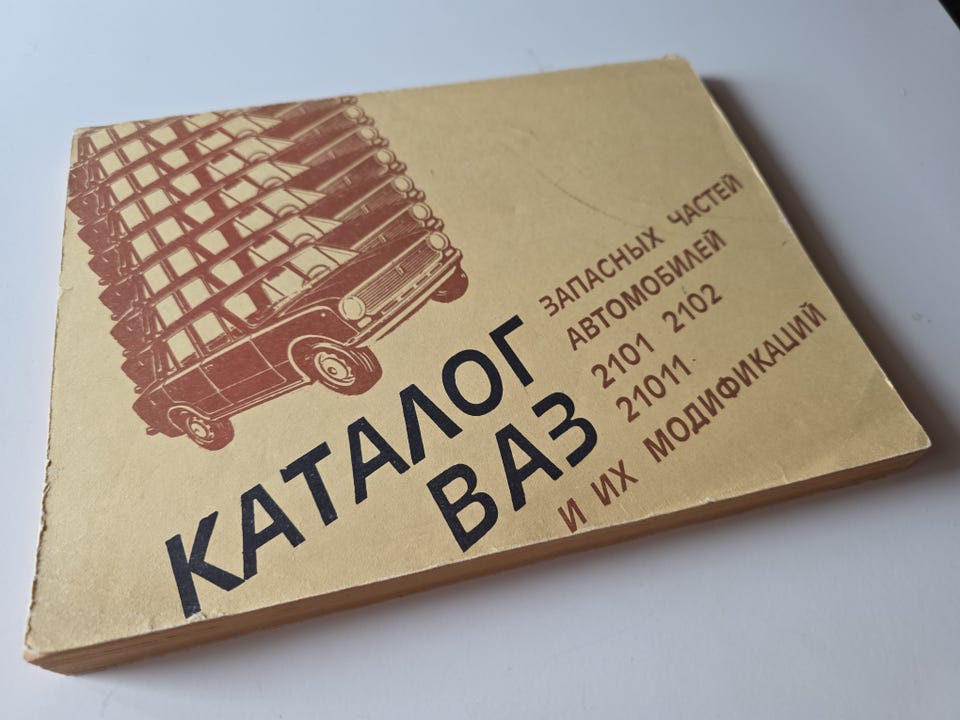 КАТАЛОГ
ЗАПАСНЫХ ЧАСТЕЙ
АВТОМОБИЛЕЙ
ВАЗ
2101 2102
21011
И ИХ МОДИФИКАЦИЙ